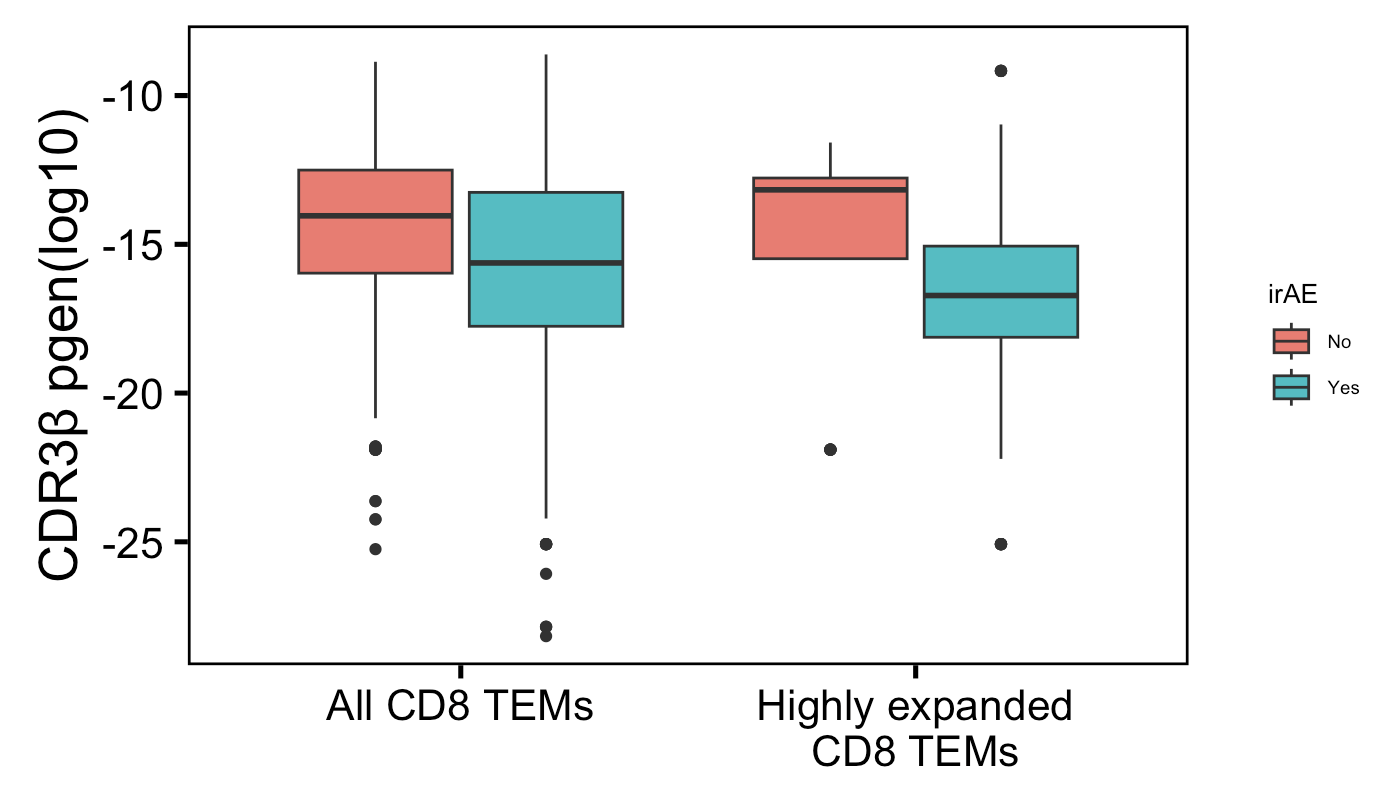 CDR3β pgen(log10)
-10
-15
-20
-25
All CD8 TEMs
Highly expanded
CD8 TEMs
irAE
No
Yes